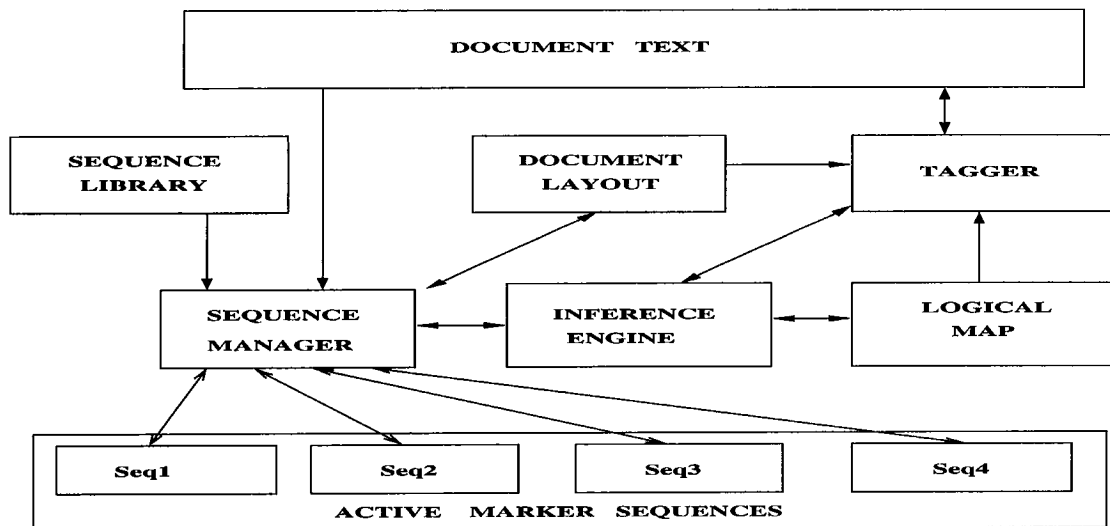 DOCUMENT TEXT
SEQUENCE
LIBRARY
DOCUMENT
LAYOUT
TAGGER
SEQUENCE
MANAGER
INFERENCE
ENGINE
LOGICAL
MAP
Seq1
Seq2
Seq3
Seq4
ACTIVE MARKER SEQUENCES